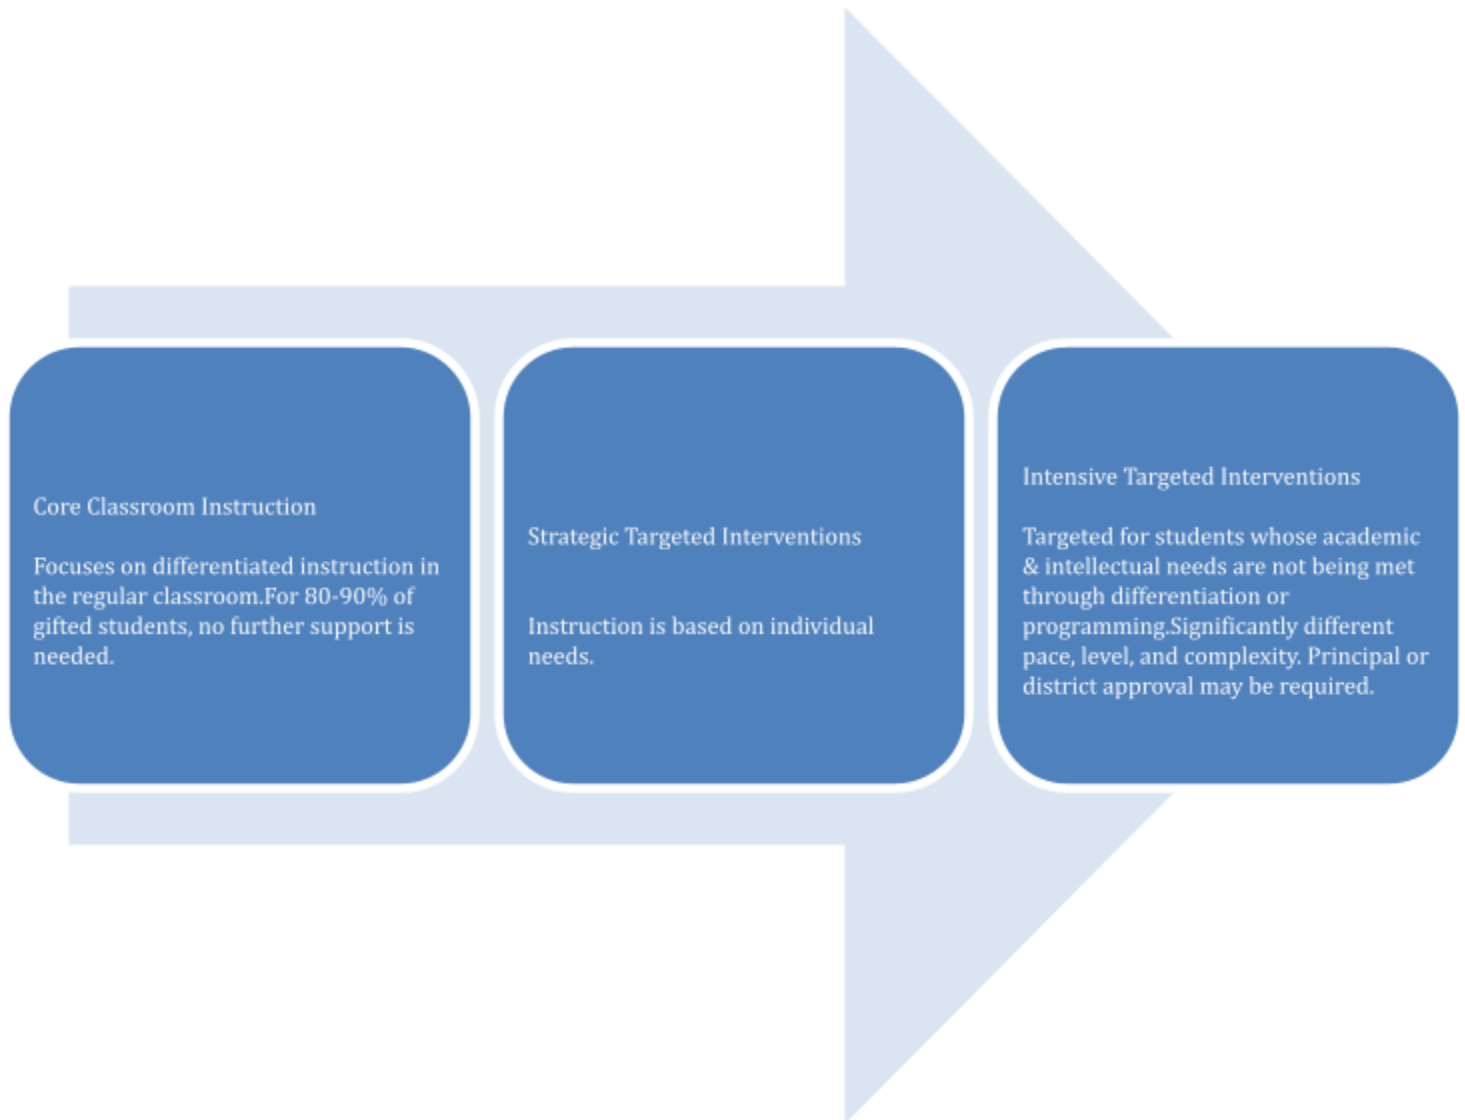 Core Classroom Instruction
Focuses on differentiated instruction in
the regular classroom.For 80-90% of
gifted students, no further support is
needed.
Strategic Targeted Interventions
Instruction is based on individual
needs.
Intensive Targeted Interventions
Targeted for students whose academic
& intellectual needs are not being met
through differentiation or
programming.Significantly different
pace, level, and complexity. Principal or
district approval may be required.